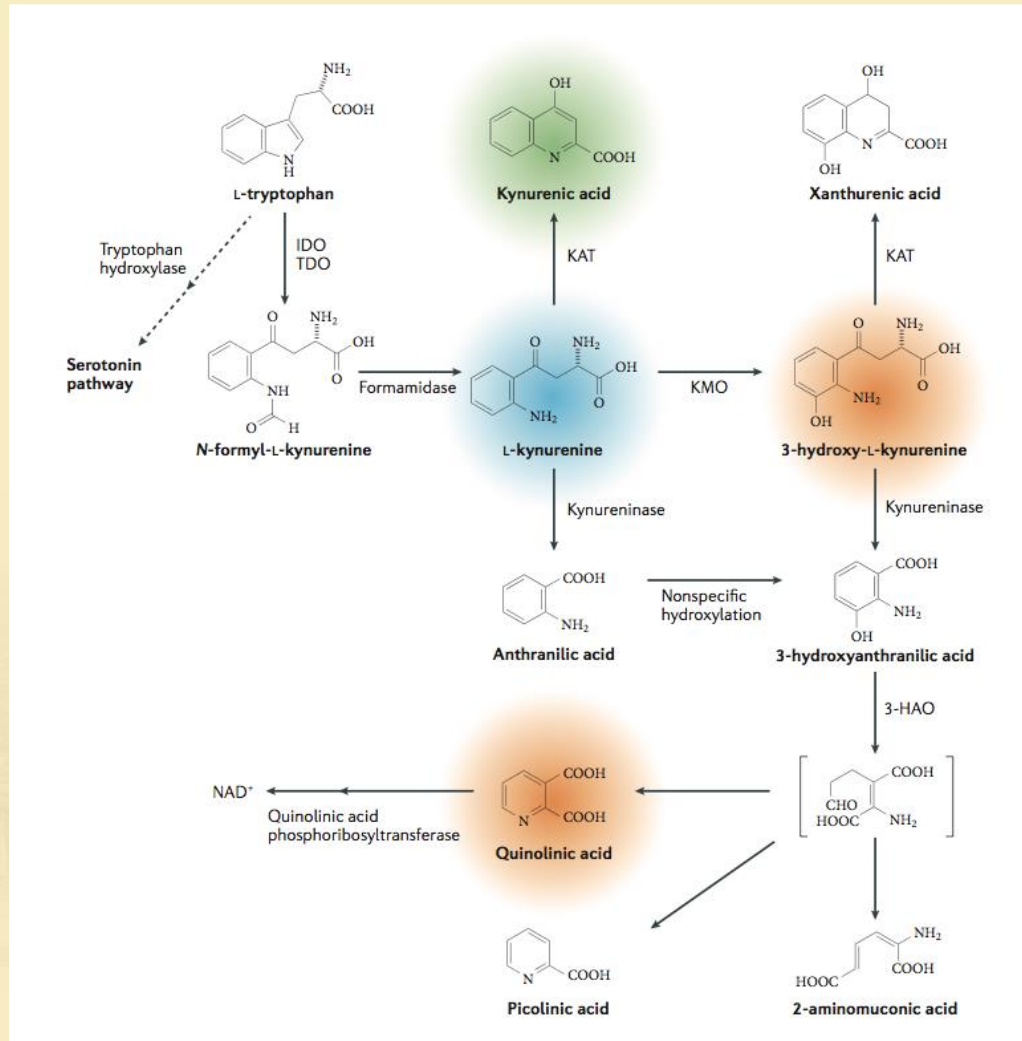 NH₂
COOH
N
H
L-tryptophan
OH
N
COOH
Kynurenic acid
OH
N
COOH
OH
Xanthurenic acid
Tryptophan
hydroxylase
IDO
TDO
KAT
KAT
Serotonin
pathway
O
NH₂
OH
O
NH
O
H
N-formyl-L-kynurenine
Formamidase
O
NH₂
OH
O
NH₂
L-kynurenine
KMO
O
NH₂
OH
O
NH₂
OH
3-hydroxy-L-kynurenine
Kynureninase
Kynureninase
COOH
NH₂
Anthranilic acid
Nonspecific
hydroxylation
COOH
NH₂
OH
3-hydroxyanthranilic acid
3-HAO
NAD⁺
Quinolinic acid
phosphoribosyltransferase
COOH
N
COOH
Quinolinic acid
COOH
CHO
HOOC
NH₂
N
COOH
Picolinic acid
NH₂
COOH
HOOC
2-aminomuconic acid